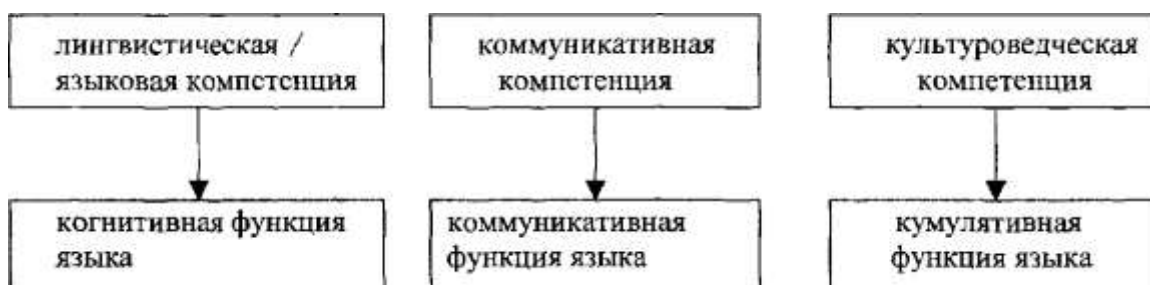 лингвистическая /
языковая компетенция
коммуникативная
компетенция
культуроведческая
компетенция
когнитивная функция
языка
коммуникативная
функция языка
кумулятивная
функция языка